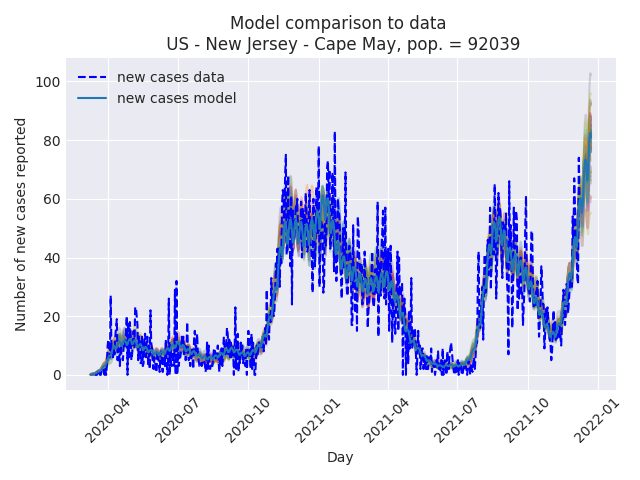 Model comparison to data
US - New Jersey - Cape May, pop. = 92039
new cases data
new cases model
Number of new cases reported
100
80
60
40
20
0
2020-04
2020-07
2020-10
2021-01
2021-04
2021-07
2021-10
2022-01
Day